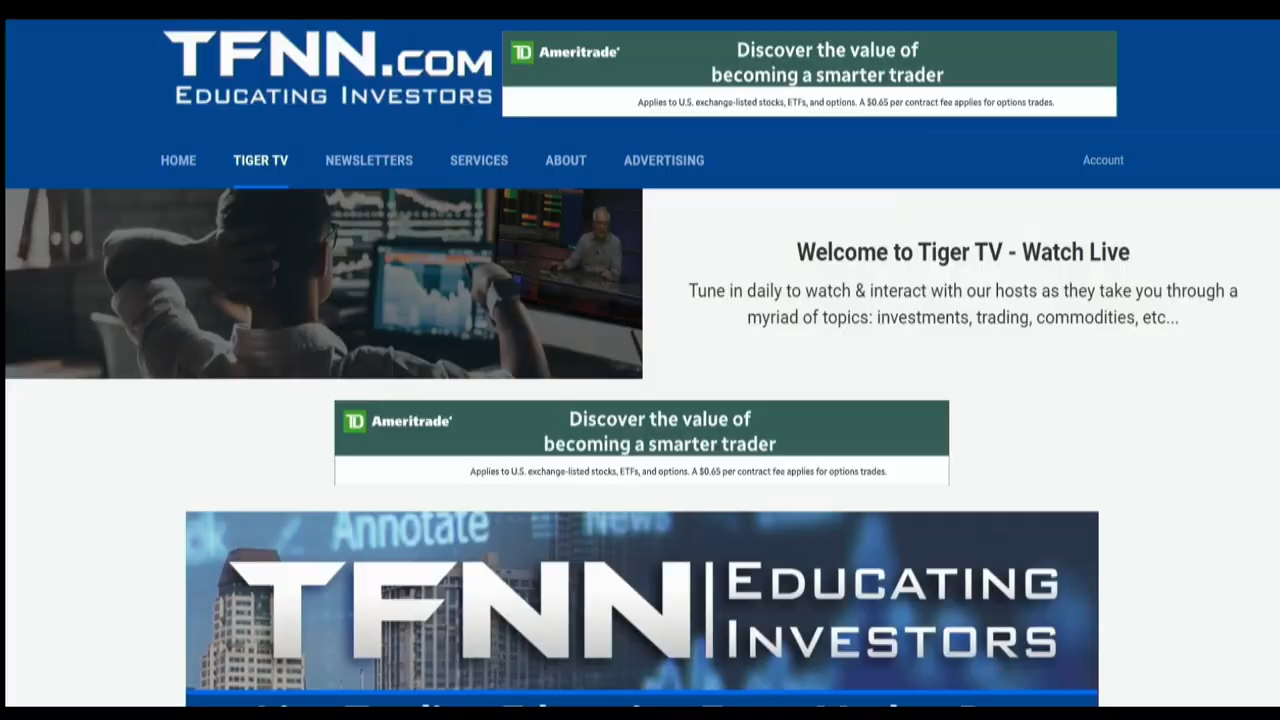 TFNN.COM
EDUCATING INVESTORS
TD Ameritrade
Discover the value of
becoming a smarter trader
Applies to U.S. exchange-listed stocks, ETFs, and options. A $0.65 per contract fee applies for options trades.
HOME TIGER TV NEWSLETTERS SERVICES ABOUT ADVERTISING Account
Welcome to Tiger TV - Watch Live
Tune in daily to watch & interact with our hosts as they take you through a
myriad of topics: investments, trading, commodities, etc...
TD Ameritrade
Discover the value of
becoming a smarter trader
Applies to U.S. exchange-listed stocks, ETFs, and options. A $0.65 per contract fee applies for options trades.
Annotate News
TFNN EDUCATING
INVESTORS